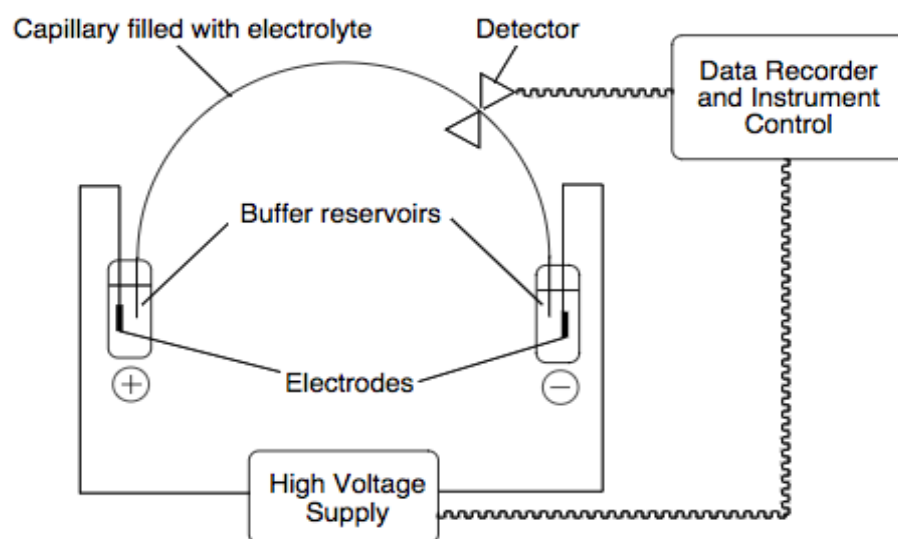 Capillary filled with electrolyte
Detector
Data Recorder
and Instrument
Control
Buffer reservoirs
Electrodes
+
−
High Voltage
Supply